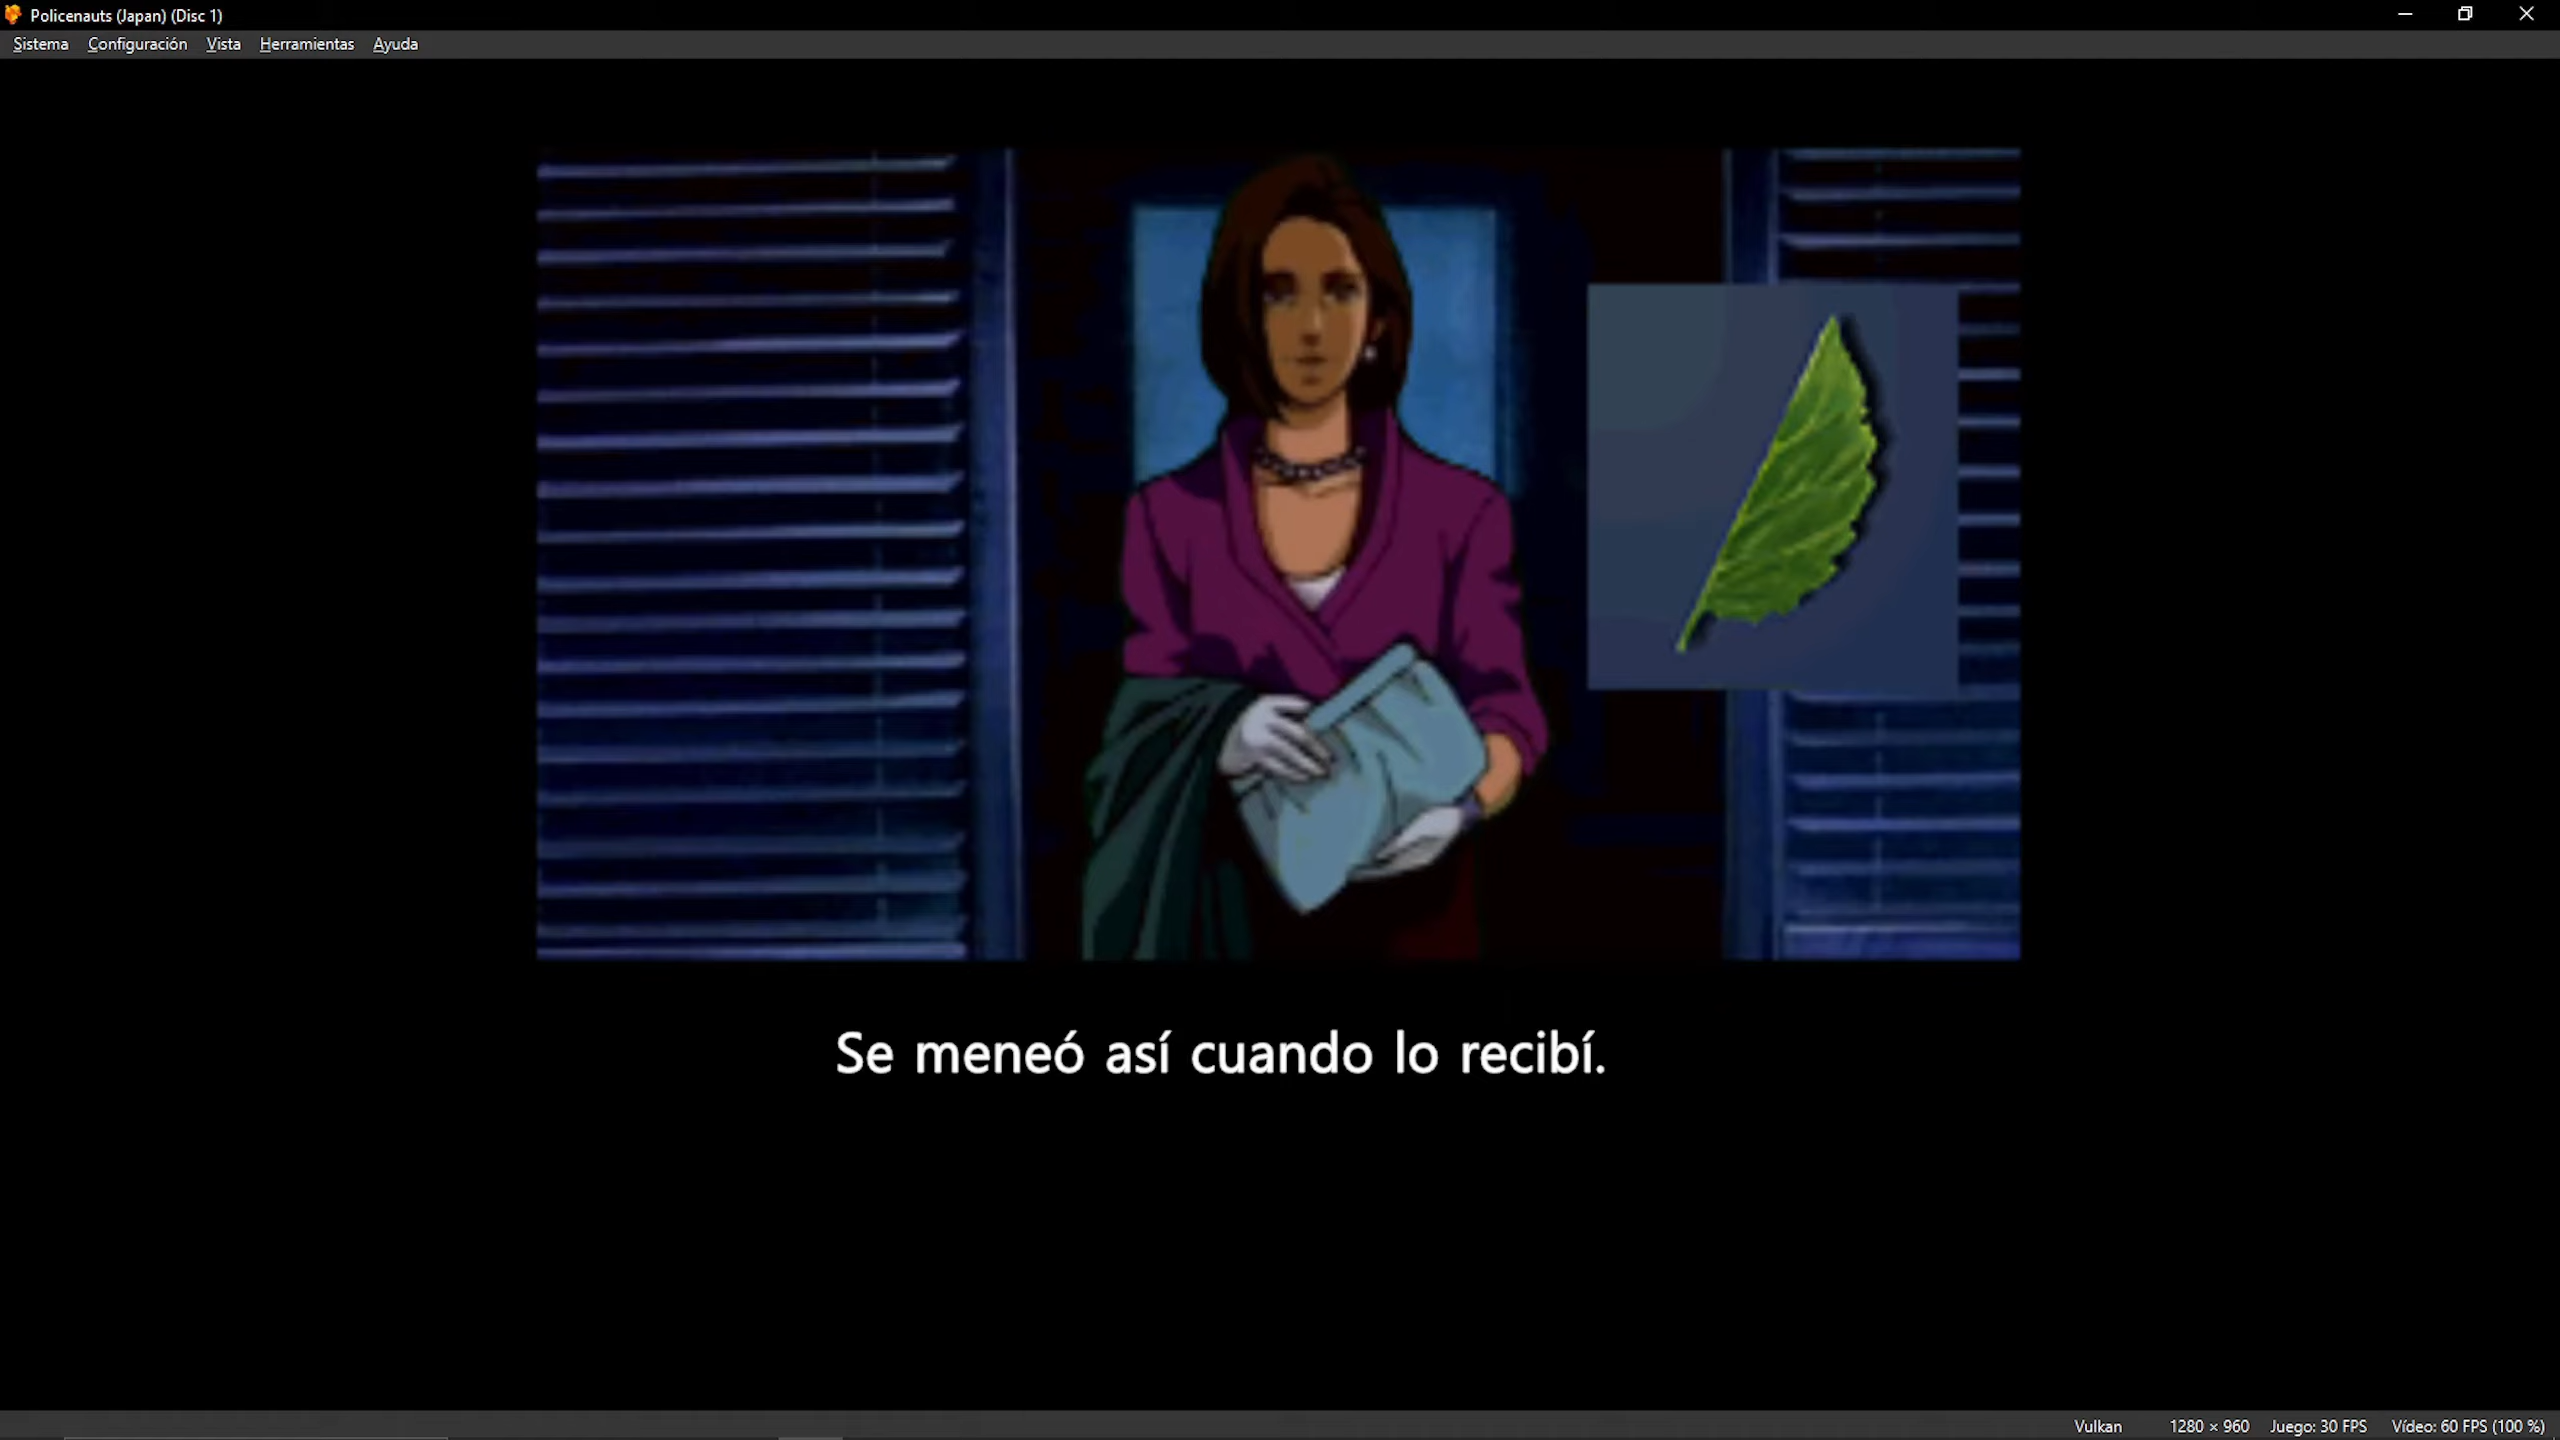 Policenauts (Japan) (Disc 1)
Sistema Configuración Vista Herramientas Ayuda
Se meneó así cuando lo recibí.
Vulkan 1280 × 960 Juego: 30 FPS Vídeo: 60 FPS (100 %)